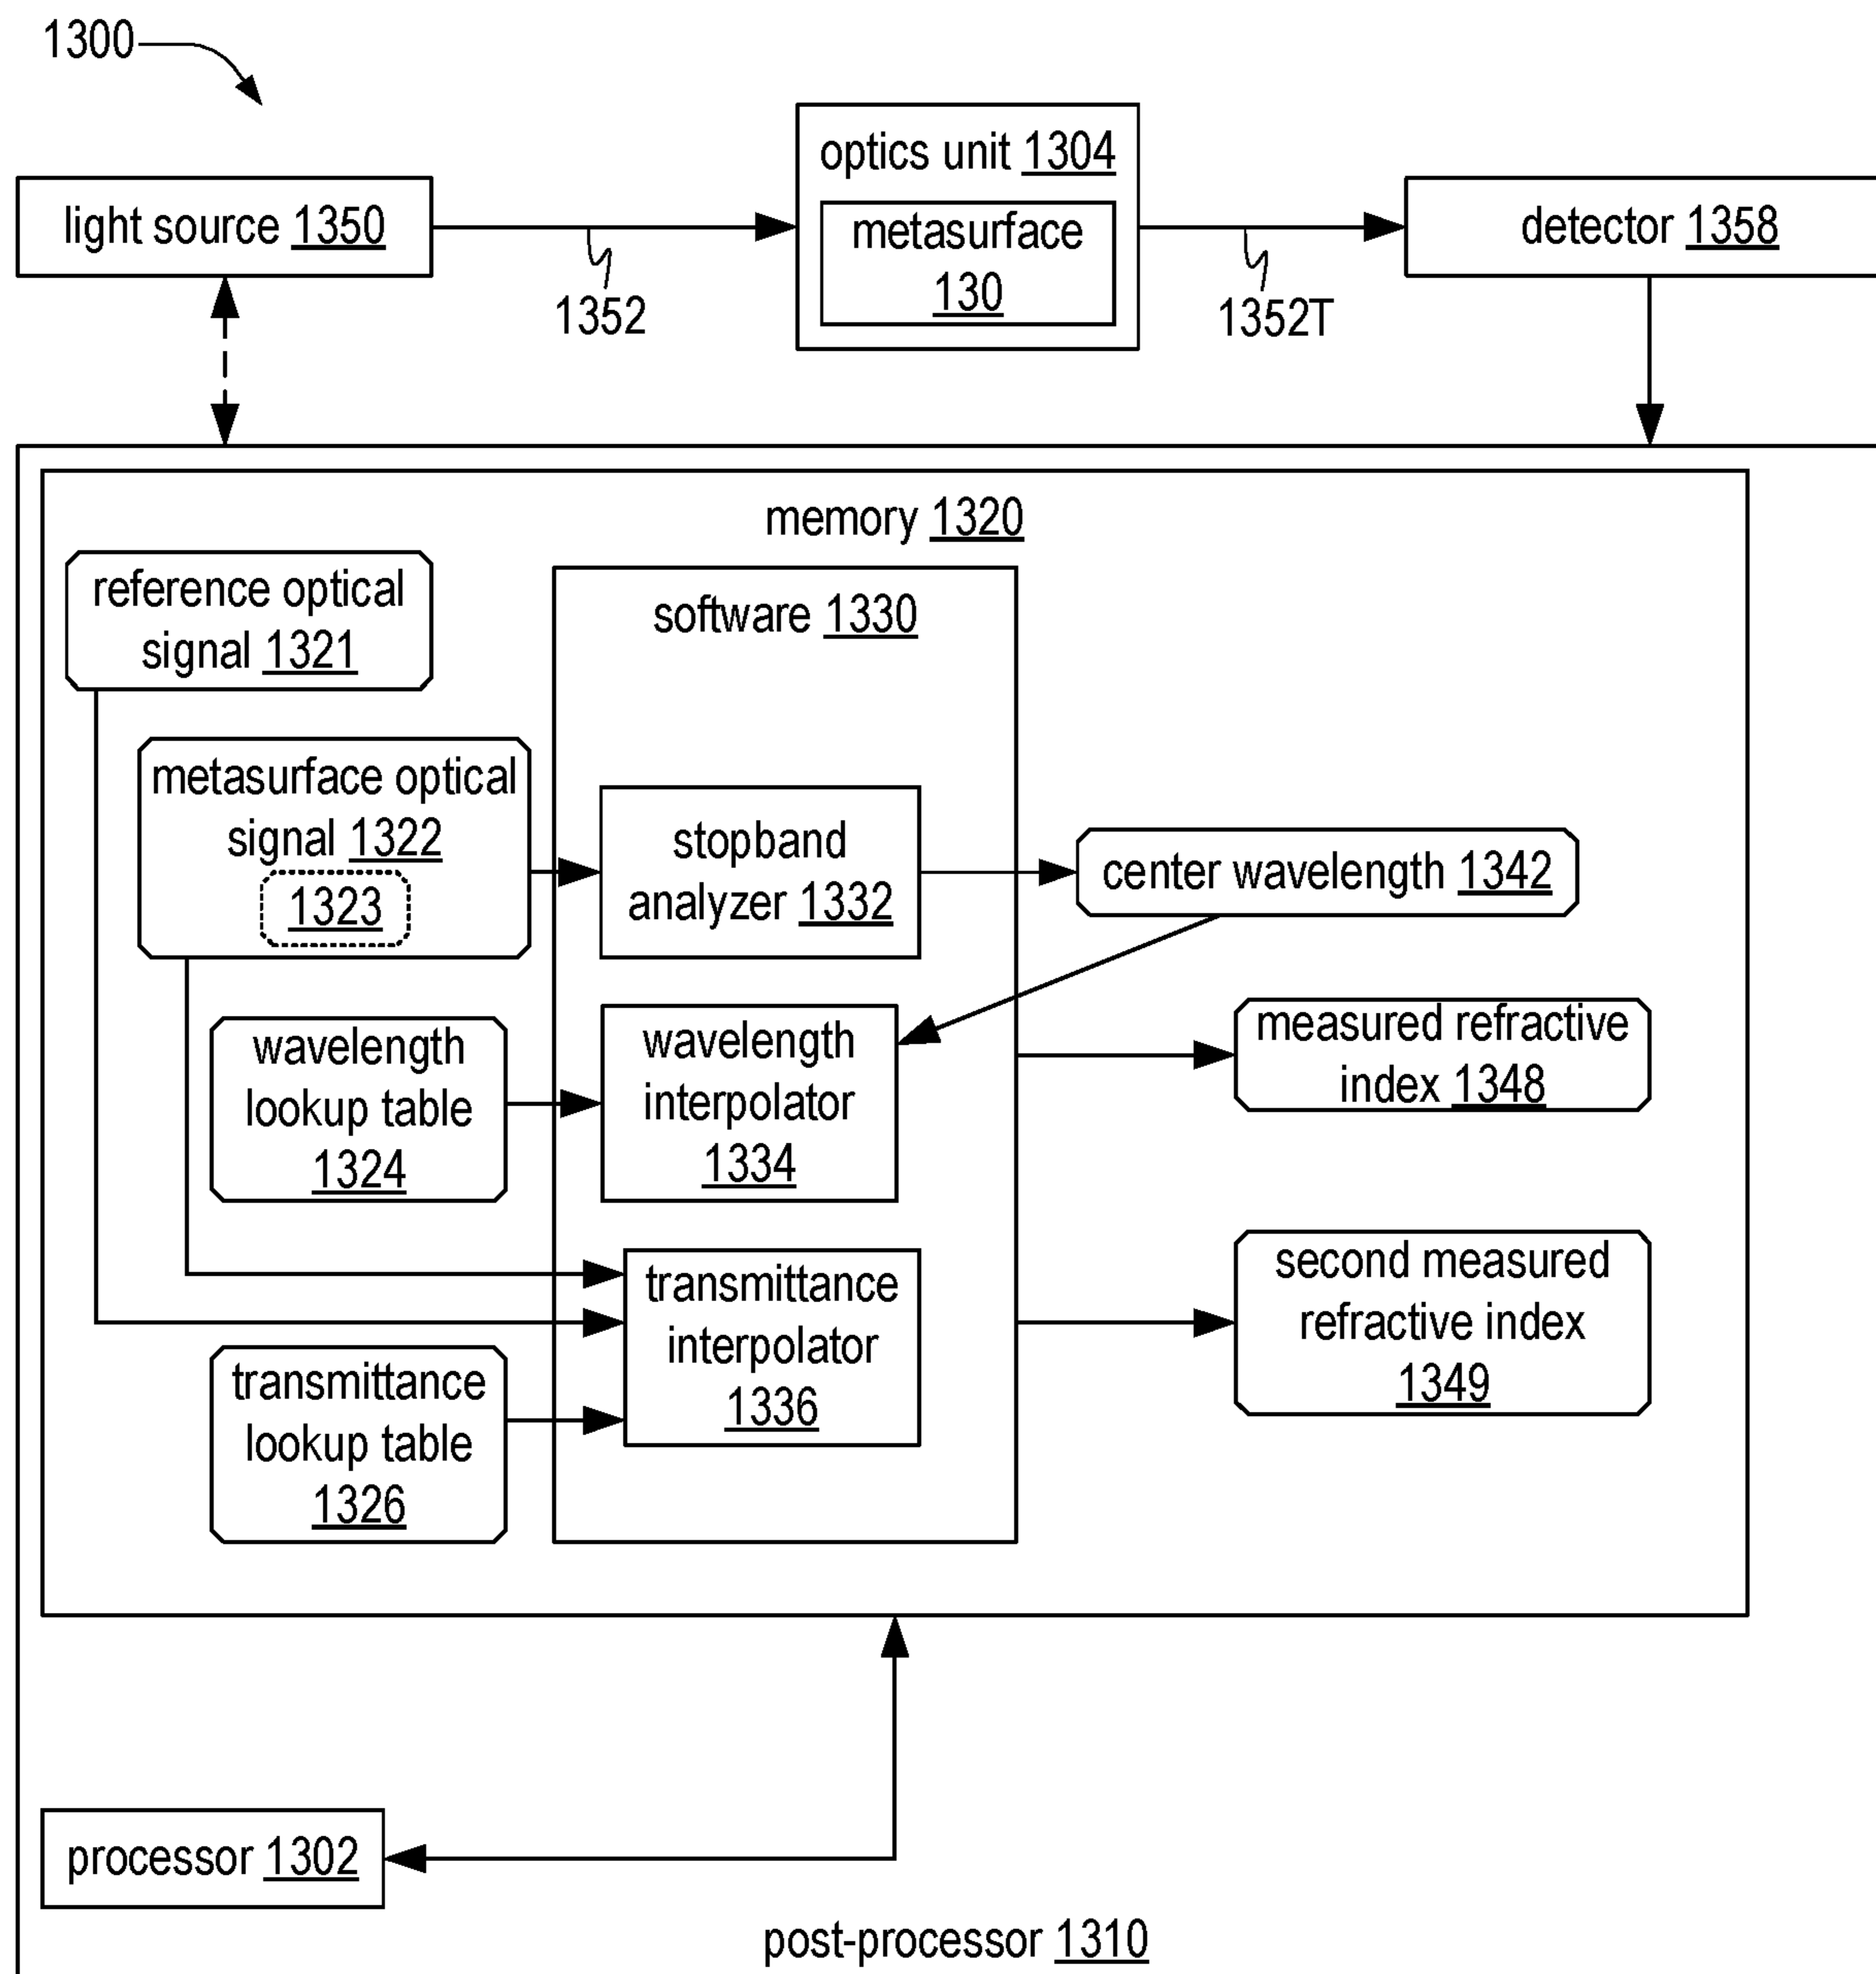 1300
light source 1350
1352
optics unit 1304
metasurface
130
1352T
detector 1358
memory 1320
reference optical
signal 1321
metasurface optical
signal 1322
1323
wavelength
lookup table
1324
transmittance
lookup table
1326
software 1330
stopband
analyzer 1332
wavelength
interpolator
1334
transmittance
interpolator
1336
center wavelength 1342
measured refractive
index 1348
second measured
refractive index
1349
processor 1302
post-processor 1310